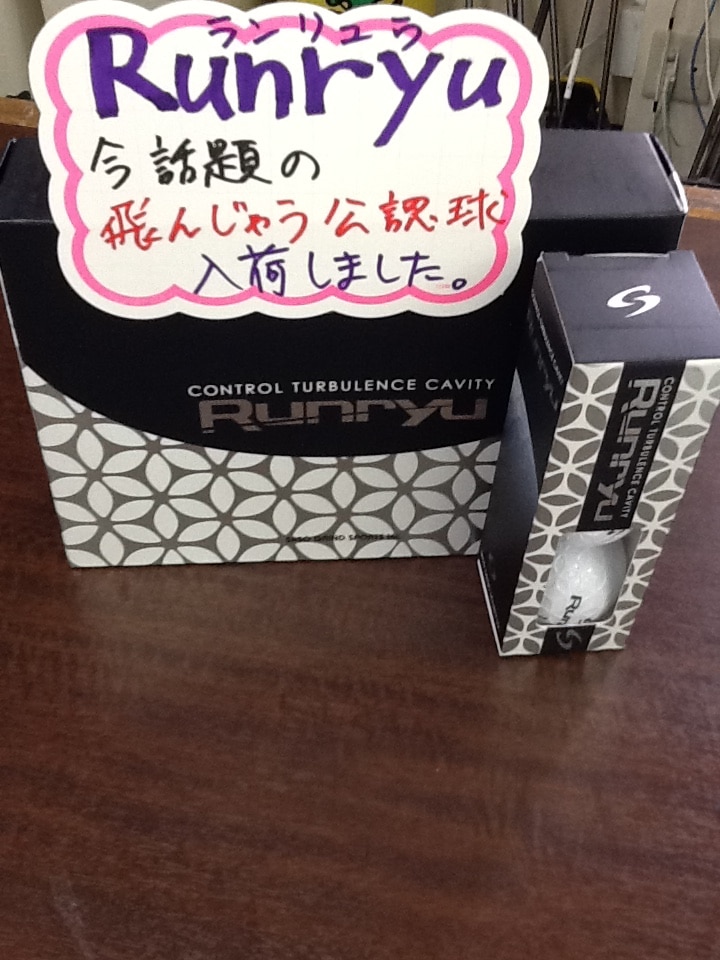 ランリュウ
Runryu
今話題の
飛んじゃう公認球
入荷しました。
CONTROL TURBULENCE CAVITY
Runryu
CONTROL TURBULENCE CAVITY
Runryu
Run